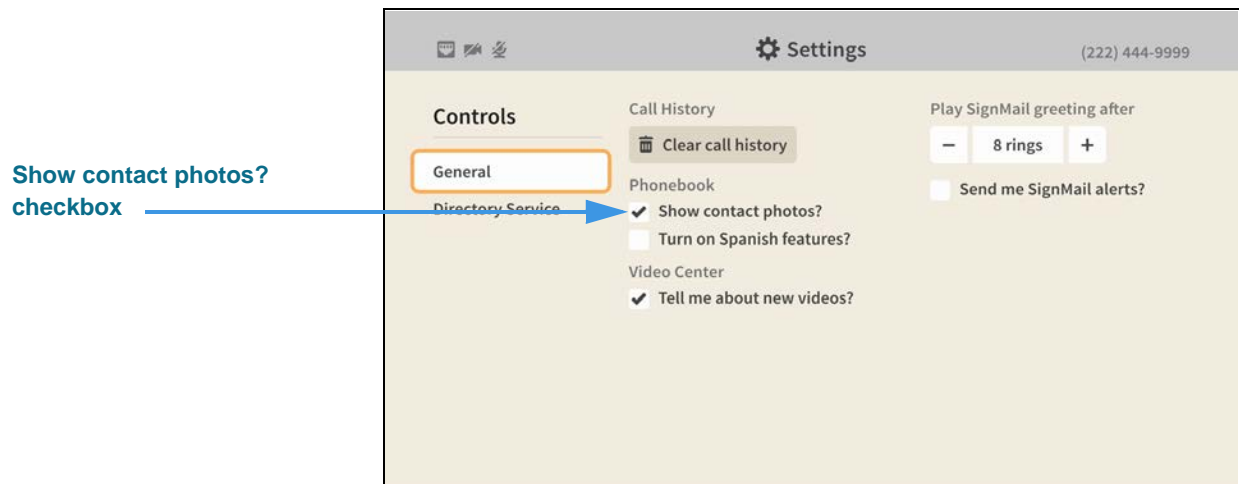 Settings
(222) 444-9999
Show contact photos?
checkbox
Controls
General
Directory Service
Call History
Clear call history
Phonebook
Show contact photos?
Turn on Spanish features?
Video Center
Tell me about new videos?
Play SignMail greeting after
− 8 rings +
Send me SignMail alerts?